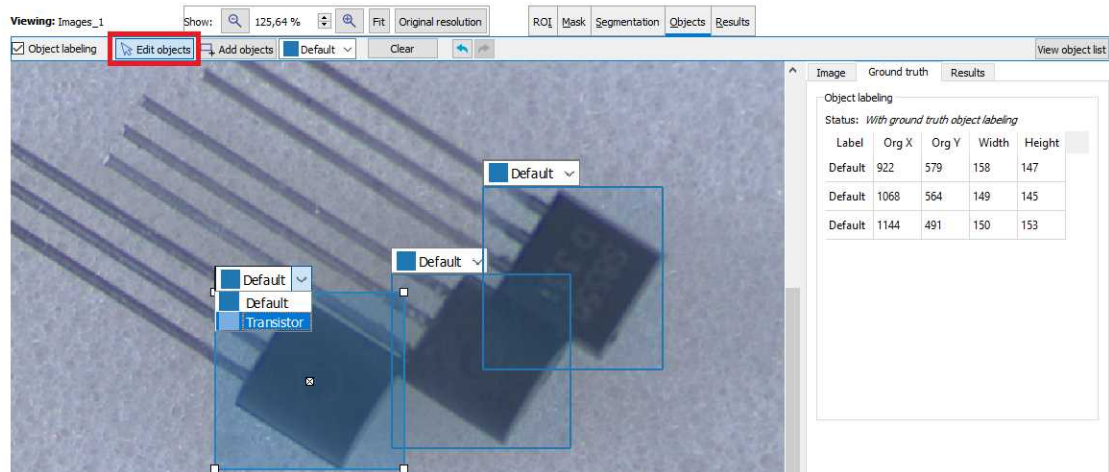 Viewing: Images_1 Show: 125,64 % Fit Original resolution ROI Mask Segmentation Objects Results
Object labeling Edit objects Add objects Default Clear View object list
Image Ground truth Results
Object labeling
Status: With ground truth object labeling
Label Org X Org Y Width Height
Default 922 579 158 147
Default 1068 564 149 145
Default 1144 491 150 153
Default
Default
Default
Default
Transistor